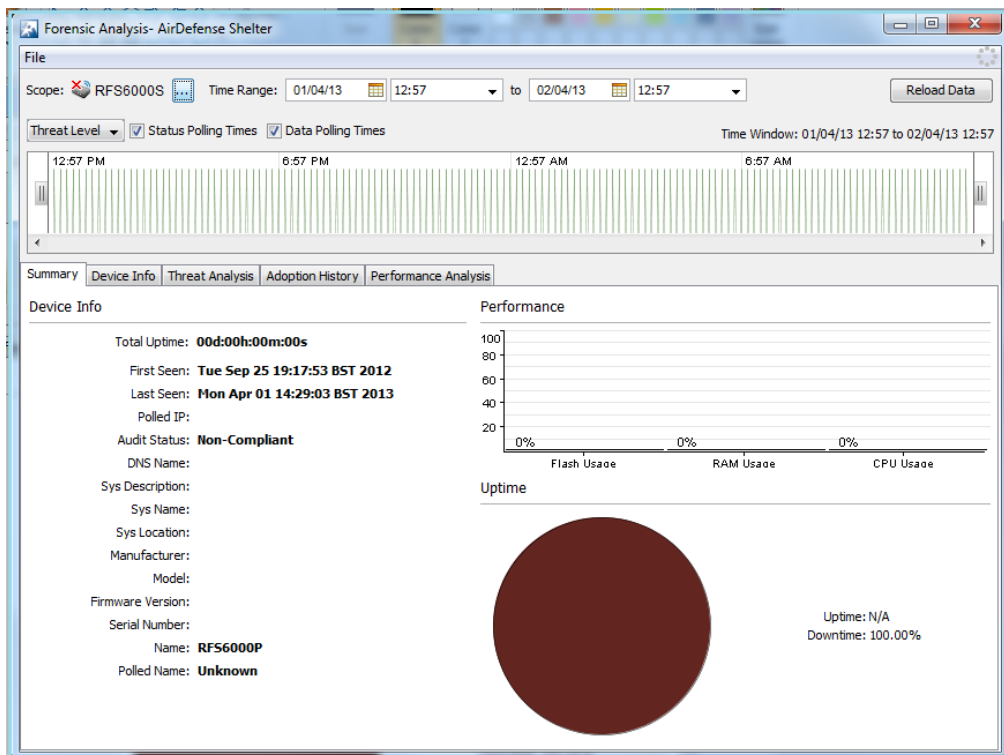 Forensic Analysis- AirDefense Shelter
File
Scope: RFS6000S ... Time Range: 01/04/13 12:57 to 02/04/13 12:57 Reload Data
Threat Level Status Polling Times Data Polling Times Time Window: 01/04/13 12:57 to 02/04/13 12:57
12:57 PM 6:57 PM 12:57 AM 6:57 AM
Summary Device Info Threat Analysis Adoption History Performance Analysis
Device Info
Total Uptime: 00d:00h:00m:00s
First Seen: Tue Sep 25 19:17:53 BST 2012
Last Seen: Mon Apr 01 14:29:03 BST 2013
Polled IP:
Audit Status: Non-Compliant
DNS Name:
Sys Description:
Sys Name:
Sys Location:
Manufacturer:
Model:
Firmware Version:
Serial Number:
Name: RFS6000P
Polled Name: Unknown
Performance
100
80
60
40
20
0% 0% 0%
Flash Usage RAM Usage CPU Usage
Uptime
Uptime: N/A
Downtime: 100.00%